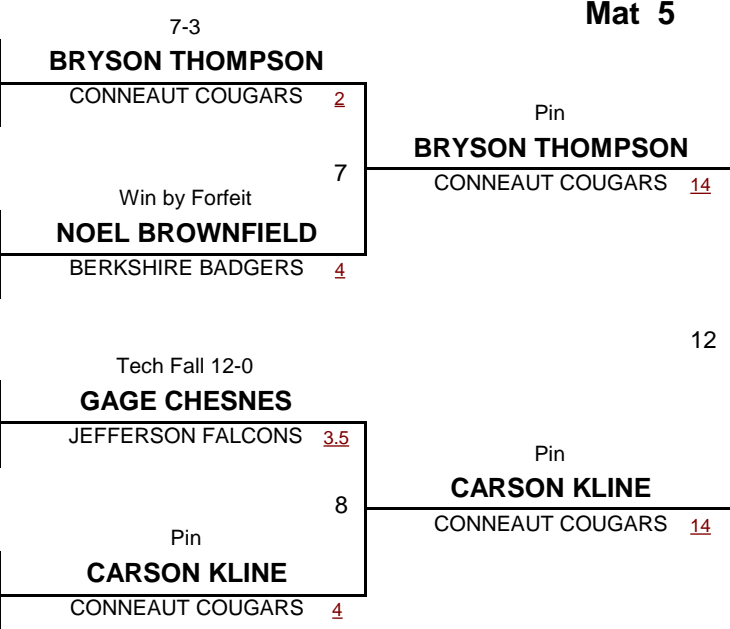 Mat 5
7-3
BRYSON THOMPSON
CONNEAUT COUGARS 2
Pin
BRYSON THOMPSON
CONNEAUT COUGARS 14
7
Win by Forfeit
NOEL BROWNFIELD
BERKSHIRE BADGERS 4
12
Tech Fall 12-0
GAGE CHESNES
JEFFERSON FALCONS 3.5
Pin
CARSON KLINE
CONNEAUT COUGARS 14
8
Pin
CARSON KLINE
CONNEAUT COUGARS 4